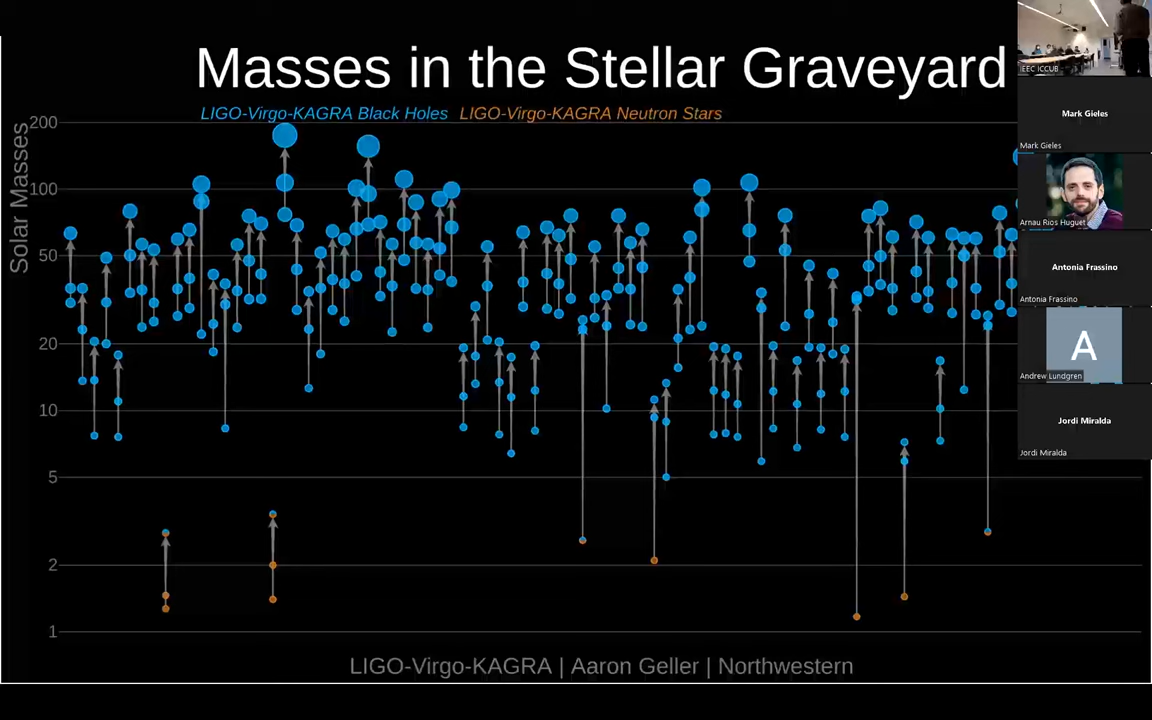 Masses in the Stellar Graveyard
LIGO-Virgo-KAGRA Black Holes LIGO-Virgo-KAGRA Neutron Stars
Solar Masses
200
100
50
20
10
5
2
1
LIGO-Virgo-KAGRA | Aaron Geller | Northwestern
IEEC ICCUB
Mark Gieles
Mark Gieles
Arnau Rios Huguet
Antonia Frassino
Antonia Frassino
A
Andrew Lundgren
Jordi Miralda
Jordi Miralda